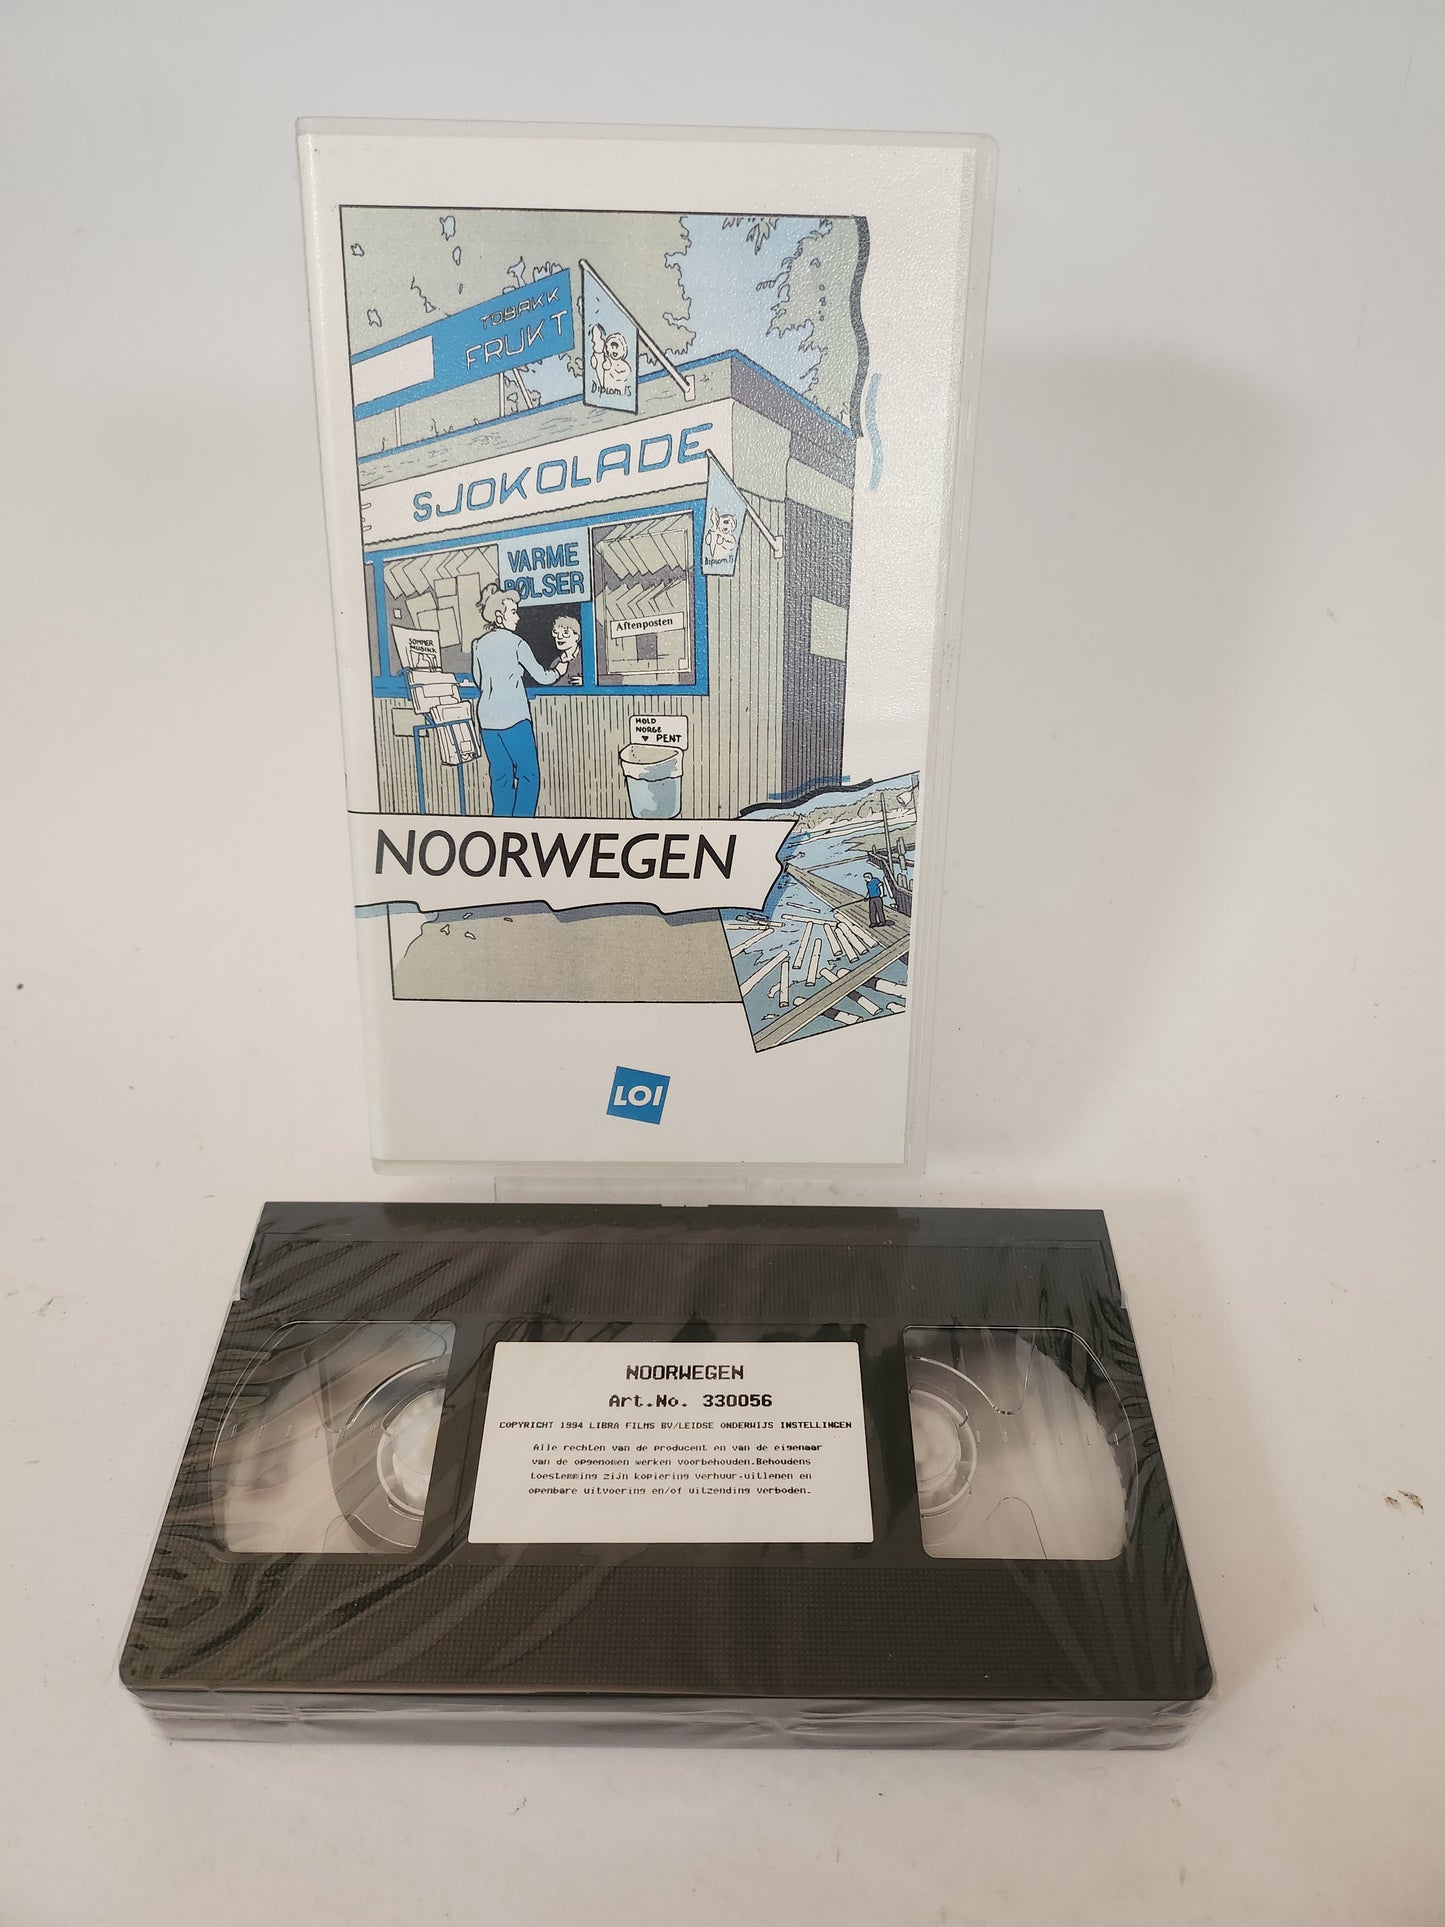 TOBAKK
FRUKT
Diplom. IS
SJOKOLADE
Diplom. IS
VARME
PØLSER
Aftenposten
SOMMER
MUSIKK
HOLD
NORGE
PENT
NOORWEGEN
LOI
NOORWEGEN
Art.No. 330056
COPYRICHT 1994 LIBRA FILMS BV/LEIDSE ONDERWIJS INSTELLINGEN
Alle rechten van de producent en van de eigenaar
van de opgenomen werken voorbehouden.Behoudens
toestemming zijn kopiering verhuur,uitlenen en
openbare uitvoering en/of uitzending verboden.